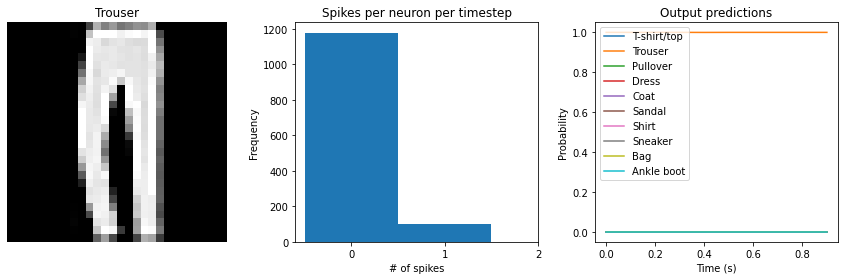 Trouser
Spikes per neuron per timestep
Output predictions
Frequency
1200
1000
800
600
400
200
0
0 1 2
# of spikes
Probability
1.0
0.8
0.6
0.4
0.2
0.0
T-shirt/top
Trouser
Pullover
Dress
Coat
Sandal
Shirt
Sneaker
Bag
Ankle boot
0.0 0.2 0.4 0.6 0.8
Time (s)